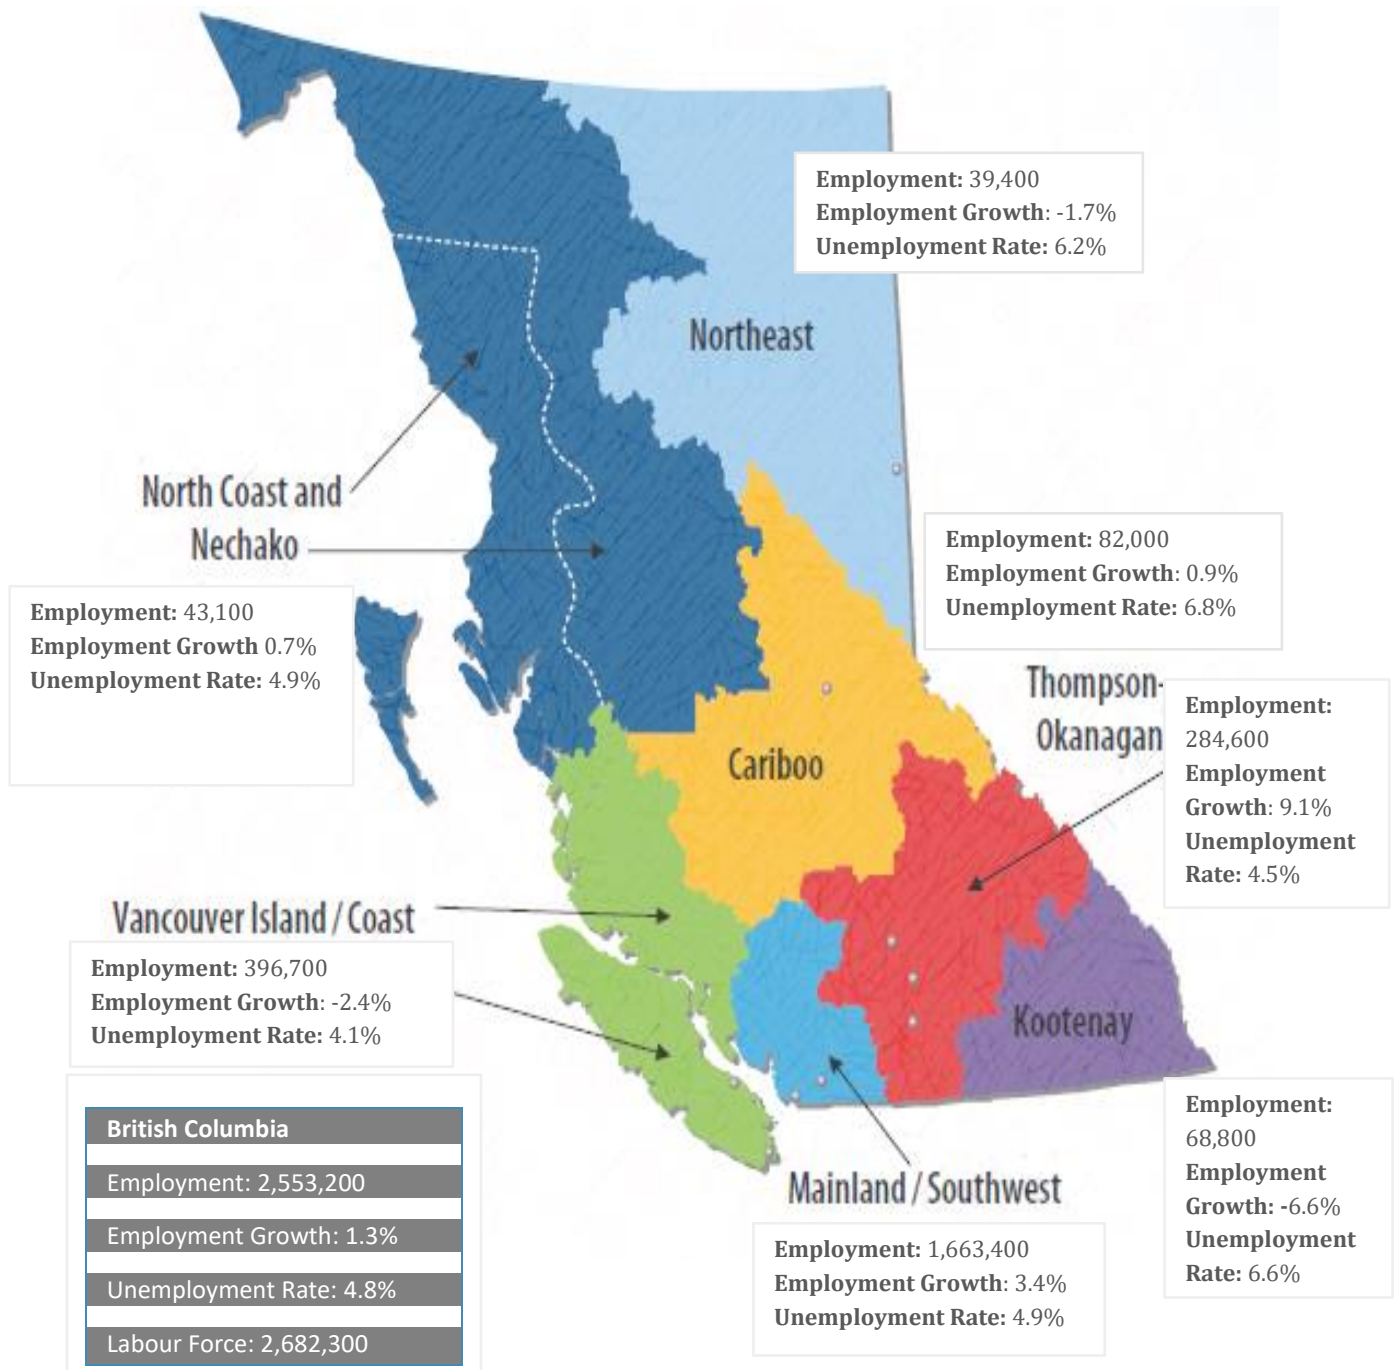 Employment: 39,400
Employment Growth: -1.7%
Unemployment Rate: 6.2%
Northeast
North Coast and
Nechako
Employment: 43,100
Employment Growth 0.7%
Unemployment Rate: 4.9%
Employment: 82,000
Employment Growth: 0.9%
Unemployment Rate: 6.8%
Cariboo
Thompson-
Okanagan
Employment:
284,600
Employment
Growth: 9.1%
Unemployment
Rate: 4.5%
Vancouver Island / Coast
Employment: 396,700
Employment Growth: -2.4%
Unemployment Rate: 4.1%
Kootenay
Employment:
68,800
Employment
Growth: -6.6%
Unemployment
Rate: 6.6%
Mainland / Southwest
Employment: 1,663,400
Employment Growth: 3.4%
Unemployment Rate: 4.9%
British Columbia
Employment: 2,553,200
Employment Growth: 1.3%
Unemployment Rate: 4.8%
Labour Force: 2,682,300